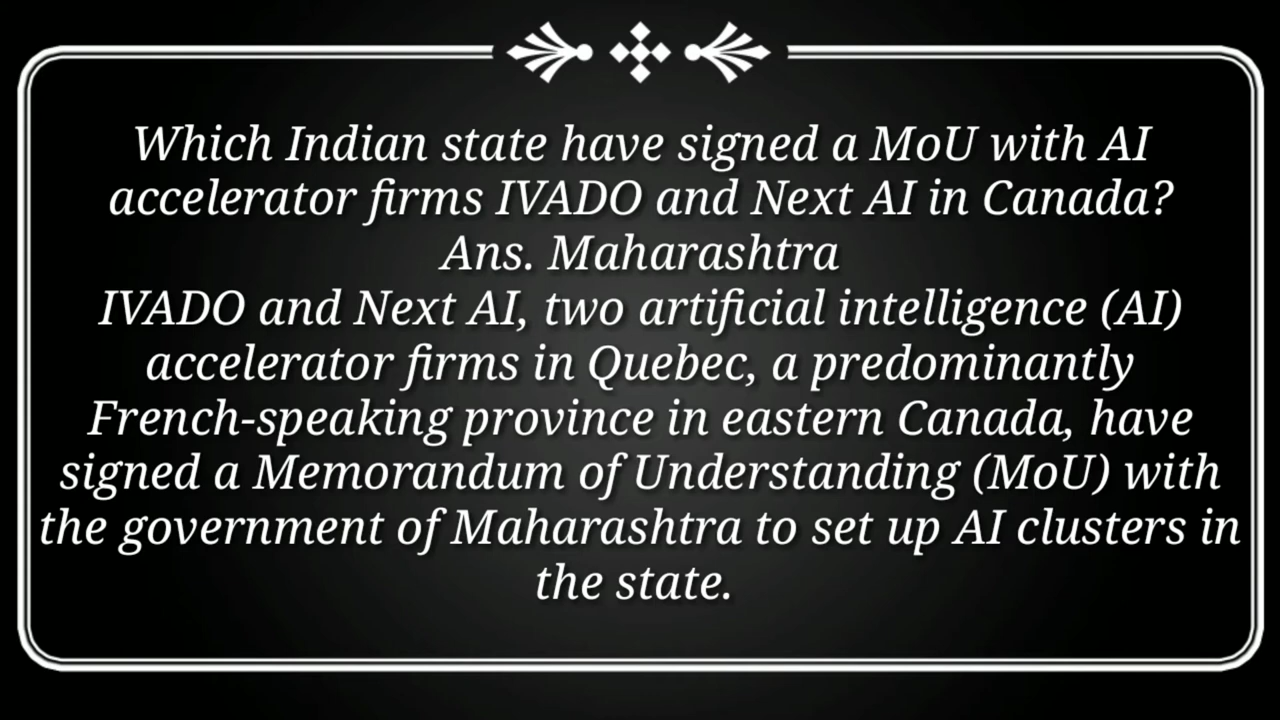 Which Indian state have signed a MoU with AI
accelerator firms IVADO and Next AI in Canada?
Ans. Maharashtra
IVADO and Next AI, two artificial intelligence (AI)
accelerator firms in Quebec, a predominantly
French-speaking province in eastern Canada, have
signed a Memorandum of Understanding (MoU) with
the government of Maharashtra to set up AI clusters in
the state.